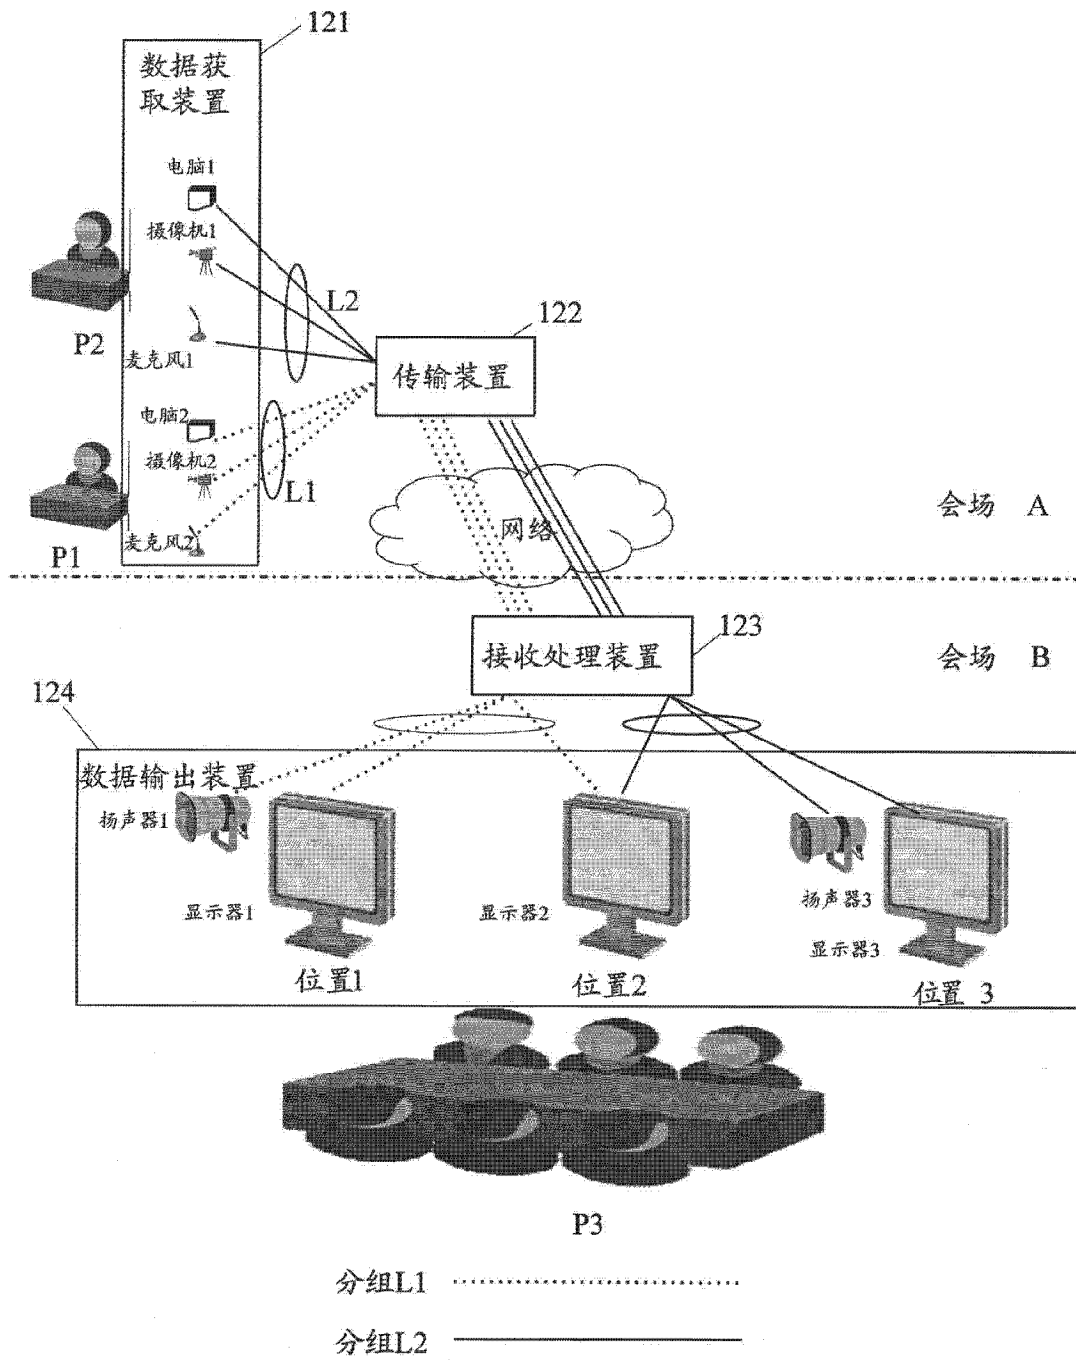 121
数据获
取装置
电脑1
摄像机1
L2
P2
麦克风1
122
传输装置
电脑2
摄像机2
L1
麦克风2
P1
网络
会场 A
123
接收处理装置
会场 B
124
数据输出装置
扬声器1
显示器1
位置1
显示器2
位置2
扬声器3
显示器3
位置 3
P3
分组L1
分组L2